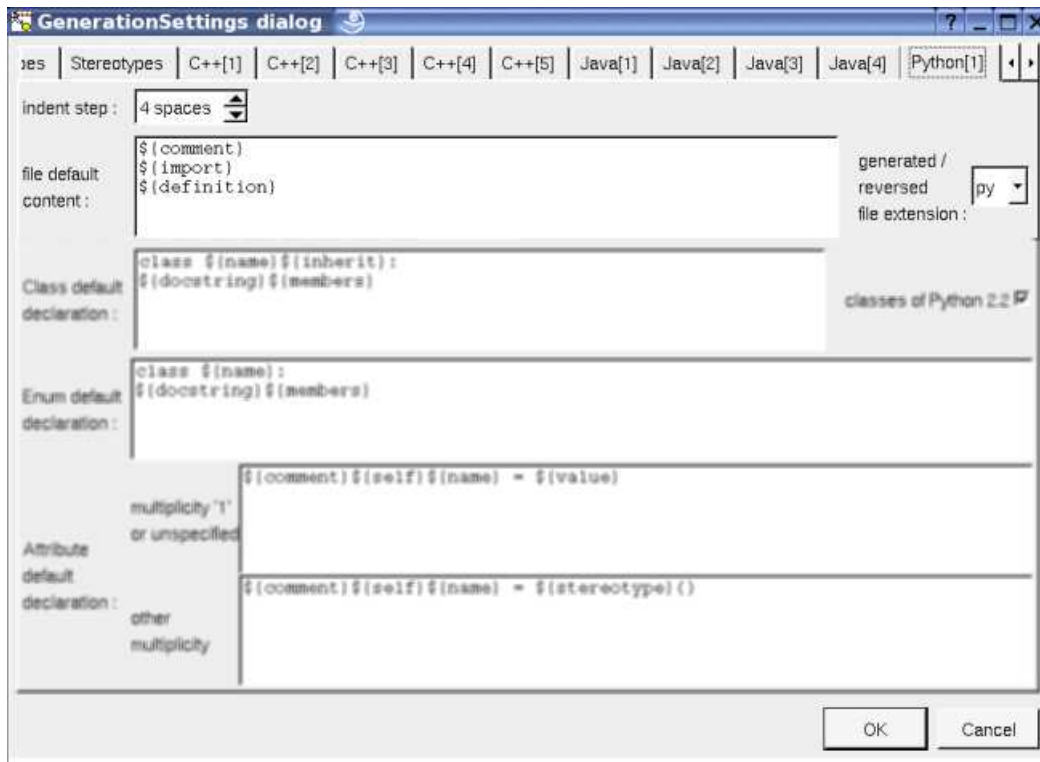 GenerationSettings dialog
pes Stereotypes C++[1] C++[2] C++[3] C++[4] C++[5] Java[1] Java[2] Java[3] Java[4] Python[1]
indent step : 4 spaces
file default content :
${comment}
${import}
${definition}
generated / reversed file extension : py
Class default declaration :
class ${name}${inherit}:
${docstring}${members}
classes of Python 2.2
Enum default declaration :
class ${name}:
${docstring}${members}
Attribute default declaration :
multiplicity '1' or unspecified
${comment}${self}${name} = ${value}
other multiplicity
${comment}${self}${name} = ${stereotype}()
OK Cancel